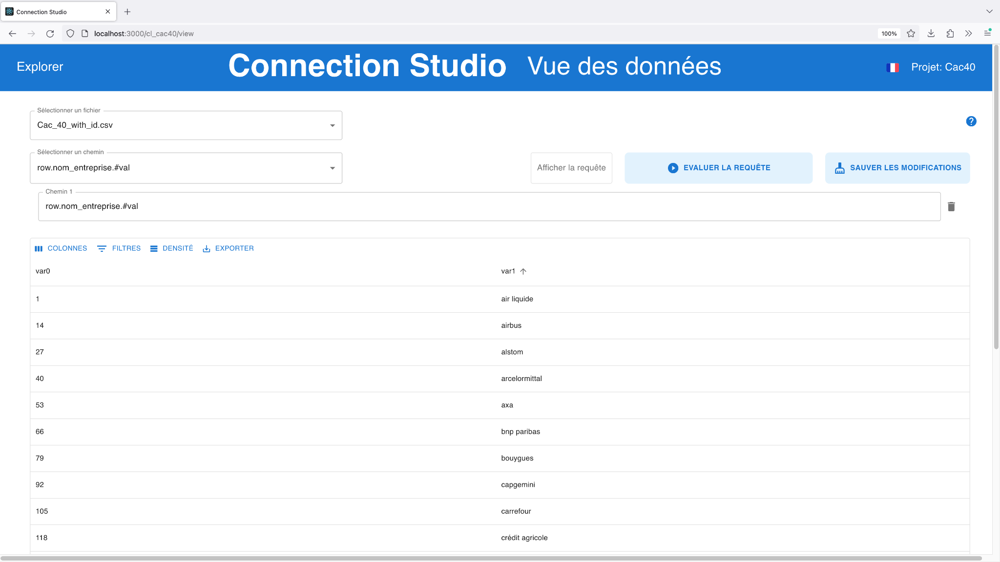 Connection Studio
localhost:3000/cl_cac40/view
100%
Explorer
Connection Studio Vue des données
Projet: Cac40
Sélectionner un fichier
Cac_40_with_id.csv
?
Sélectionner un chemin
row.nom_entreprise.#val
Afficher la requête
EVALUER LA REQUÊTE
SAUVER LES MODIFICATIONS
Chemin 1
row.nom_entreprise.#val
COLONNES FILTRES DENSITÉ EXPORTER
var0 var1
1 air liquide
14 airbus
27 alstom
40 arcelormittal
53 axa
66 bnp paribas
79 bouygues
92 capgemini
105 carrefour
118 crédit agricole